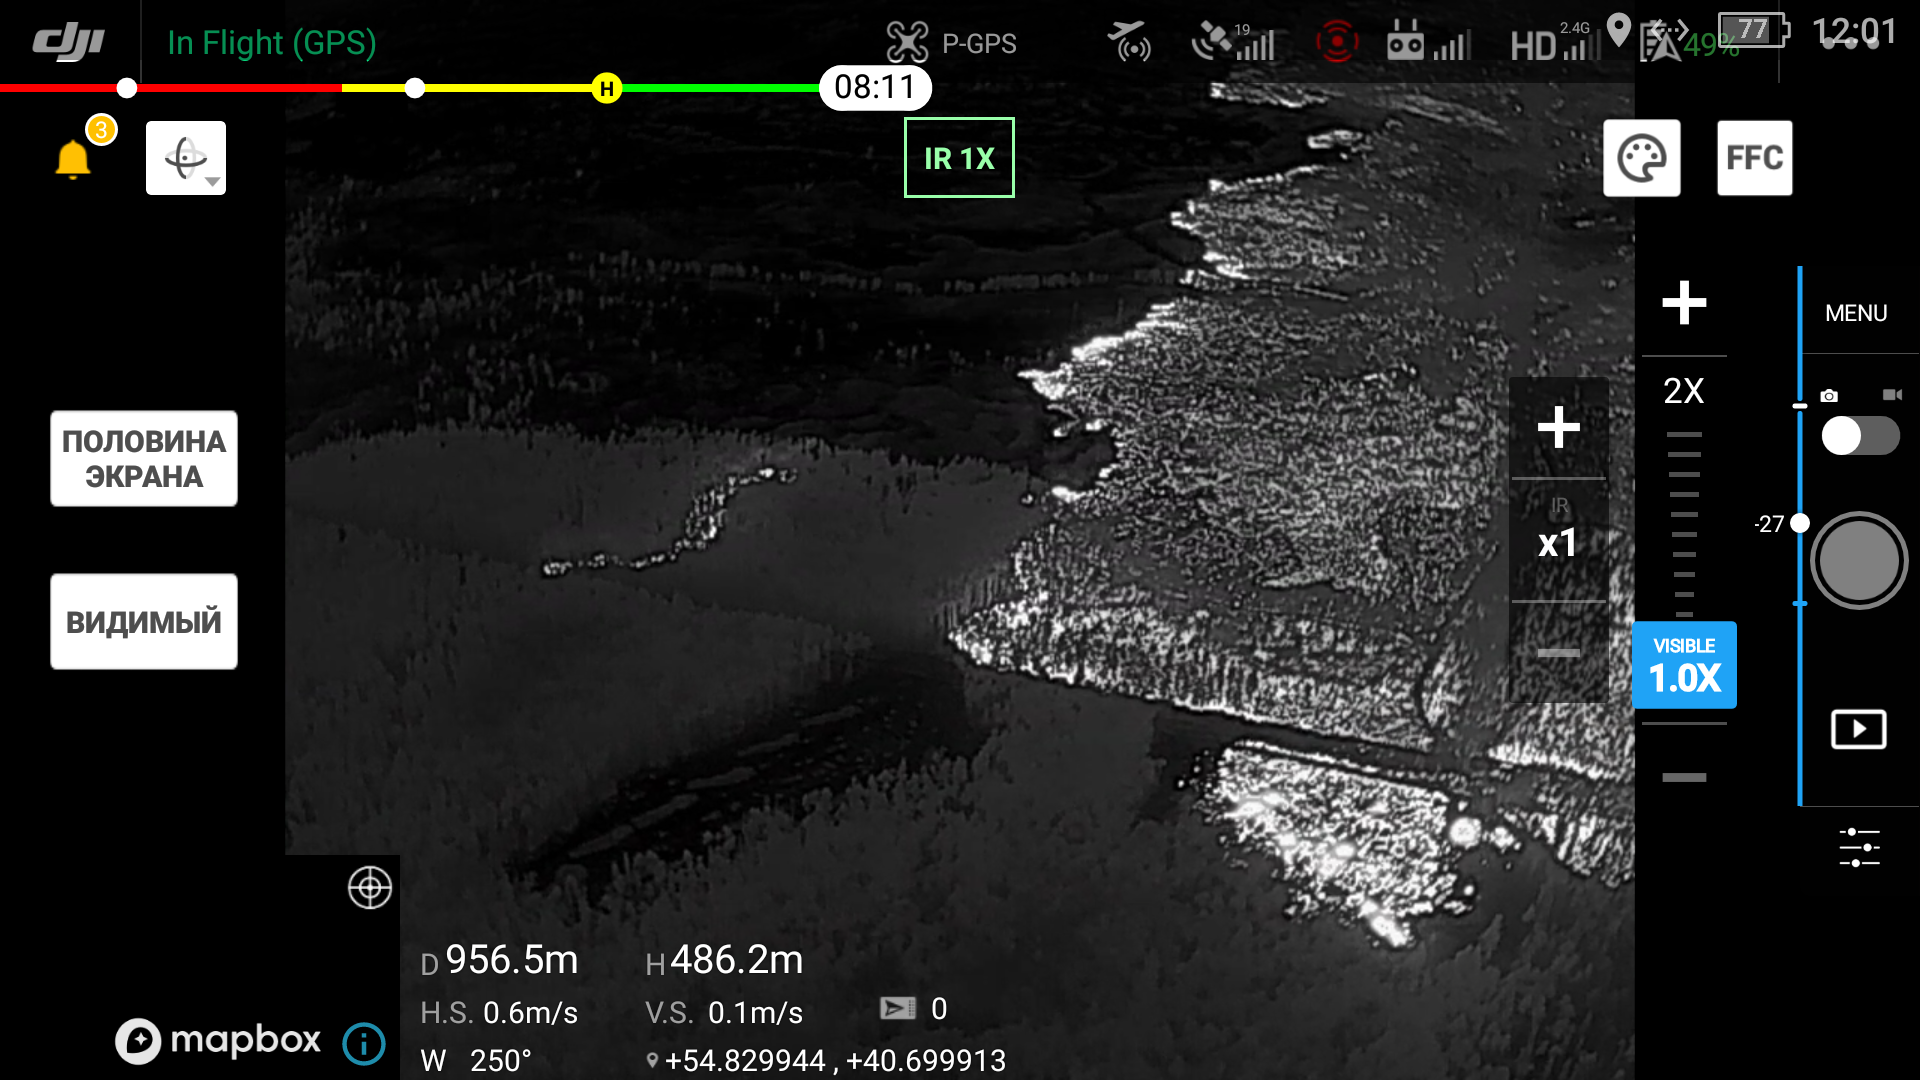 dji
In Flight (GPS)
P-GPS
19
HD
2.4G
49%
77
12:01
H
08:11
3
IR 1X
FFC
MENU
2X
ПОЛОВИНА
ЭКРАНА
IR
x1
-27
ВИДИМЫЙ
VISIBLE
1.0X
D 956.5m
H 486.2m
H.S. 0.6m/s
V.S. 0.1m/s
0
mapbox
W 250°
+54.829944 , +40.699913